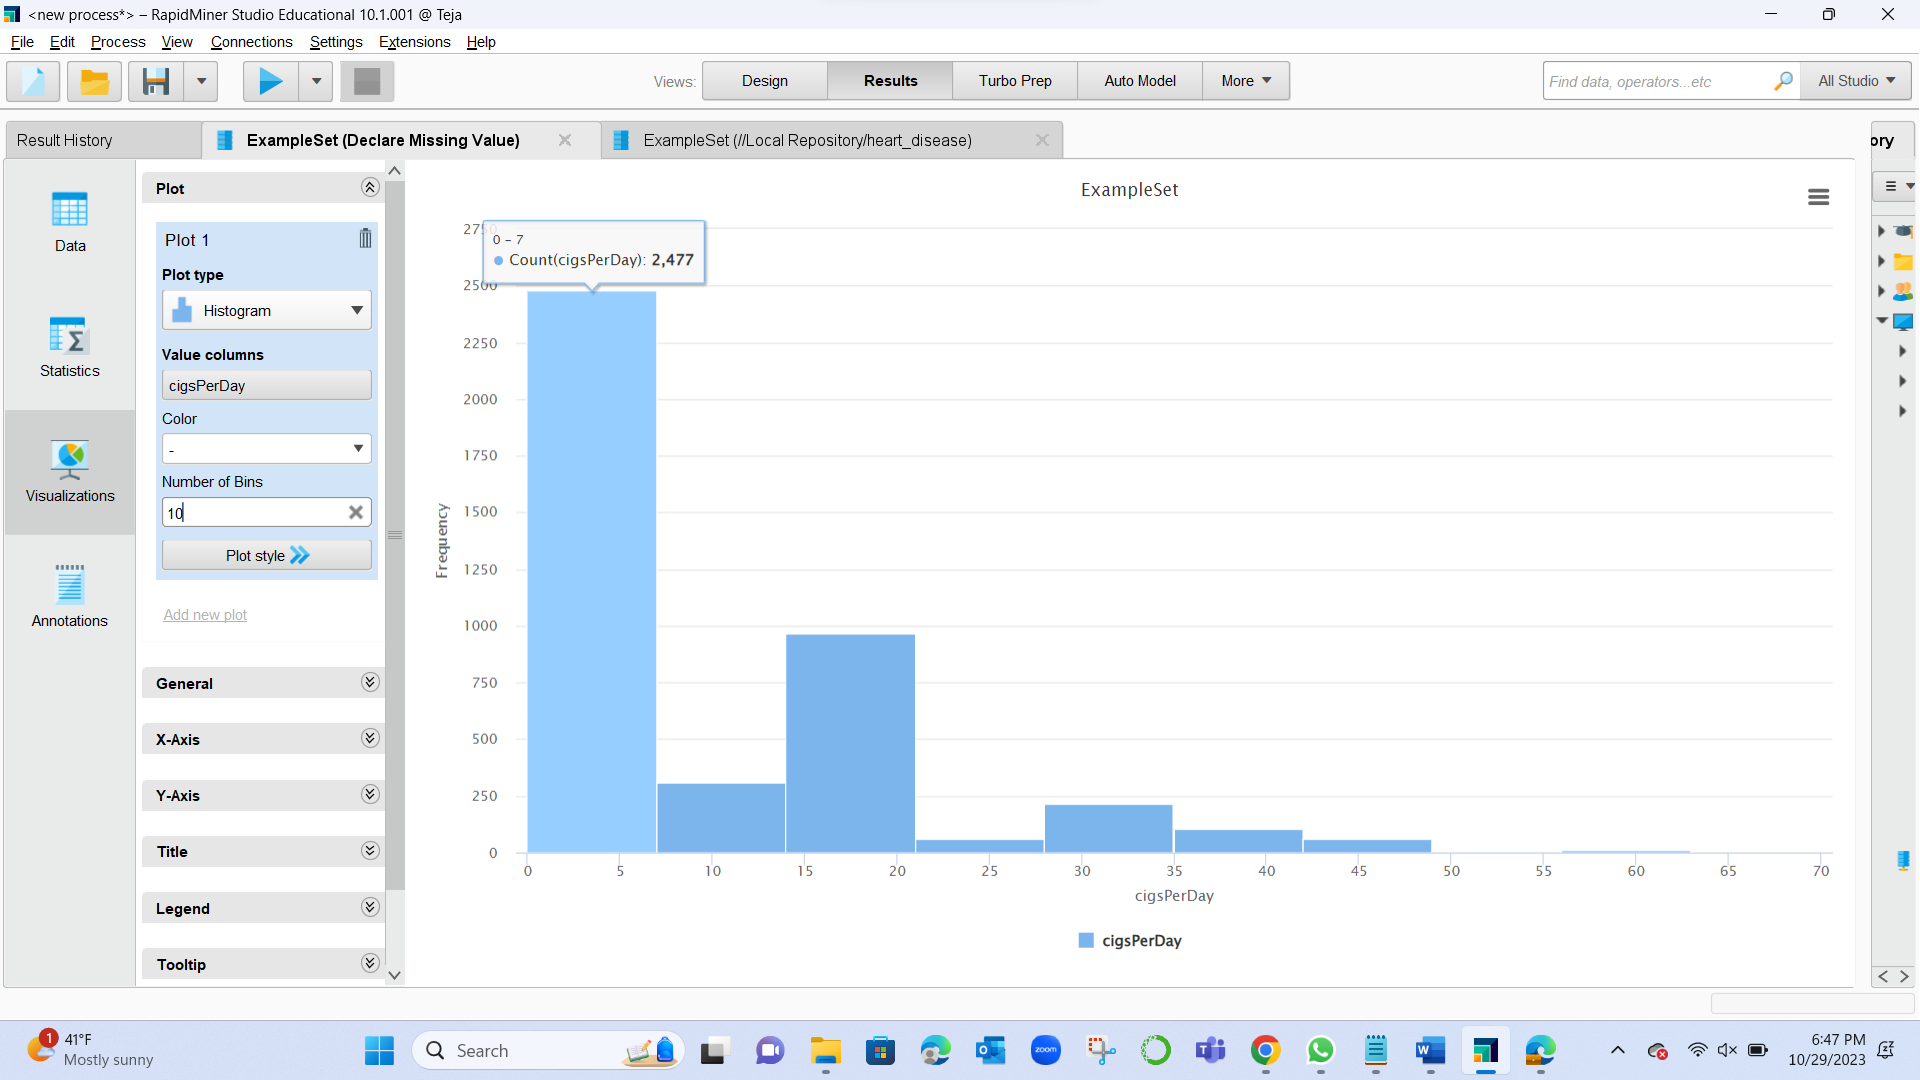 <new process*> – RapidMiner Studio Educational 10.1.001 @ Teja
File Edit Process View Connections Settings Extensions Help
Views: Design Results Turbo Prep Auto Model More
Find data, operators...etc
All Studio
Result History
ExampleSet (Declare Missing Value)
ExampleSet (//Local Repository/heart_disease)
ory
Data
Statistics
Visualizations
Annotations
Plot
Plot 1
Plot type
Histogram
Value columns
cigsPerDay
Color
-
Number of Bins
10
Plot style
Add new plot
General
X-Axis
Y-Axis
Title
Legend
Tooltip
ExampleSet
0 – 7
Count(cigsPerDay): 2,477
Frequency
2750
2500
2250
2000
1750
1500
1250
1000
750
500
250
0
0 5 10 15 20 25 30 35 40 45 50 55 60 65 70
cigsPerDay
cigsPerDay
1
41°F
Mostly sunny
Search
zoom
6:47 PM
10/29/2023